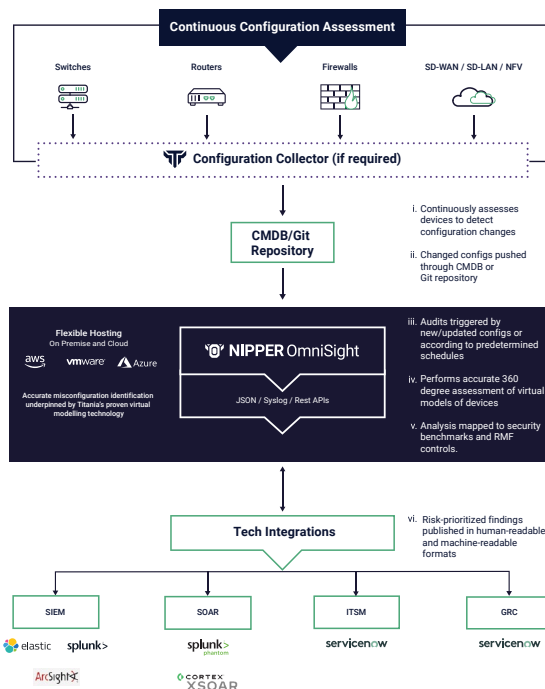 Continuous Configuration Assessment
Switches
Routers
Firewalls
SD-WAN / SD-LAN / NFV
Configuration Collector (if required)
CMDB/Git
Repository
i. Continuously assesses
devices to detect
configuration changes
ii. Changed configs pushed
through CMDB or
Git repository
Flexible Hosting
On Premise and Cloud
aws
vmware
Azure
Accurate misconfiguration identification
underpinned by Titania's proven virtual
modelling technology
NIPPER OmniSight
JSON / Syslog / Rest APIs
iii. Audits triggered by
new/updated configs or
according to predetermined
schedules
iv. Performs accurate 360
degree assessment of virtual
models of devices
v. Analysis mapped to security
benchmarks and RMF
controls.
Tech Integrations
vi. Risk-prioritized findings
published in human-readable
and machine-readable
formats
SIEM
SOAR
ITSM
GRC
elastic
splunk>
splunk>
phantom
servicenow
servicenow
ArcSight
CORTEX
XSOAR